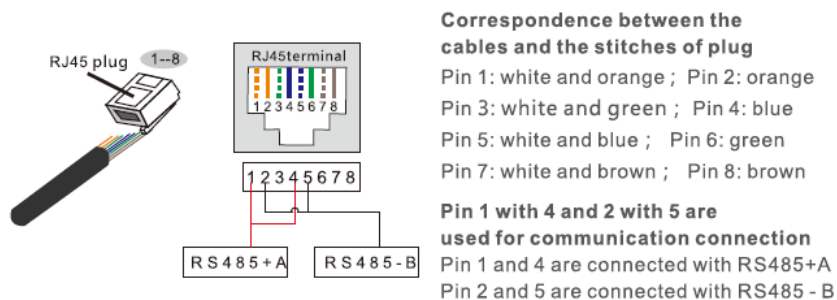 RJ45 plug
1--8
RJ45terminal
12345678
12345678
RS485+A
RS485-B
Correspondence between the
cables and the stitches of plug
Pin 1: white and orange ; Pin 2: orange
Pin 3: white and green ; Pin 4: blue
Pin 5: white and blue ; Pin 6: green
Pin 7: white and brown ; Pin 8: brown
Pin 1 with 4 and 2 with 5 are
used for communication connection
Pin 1 and 4 are connected with RS485+A
Pin 2 and 5 are connected with RS485 - B